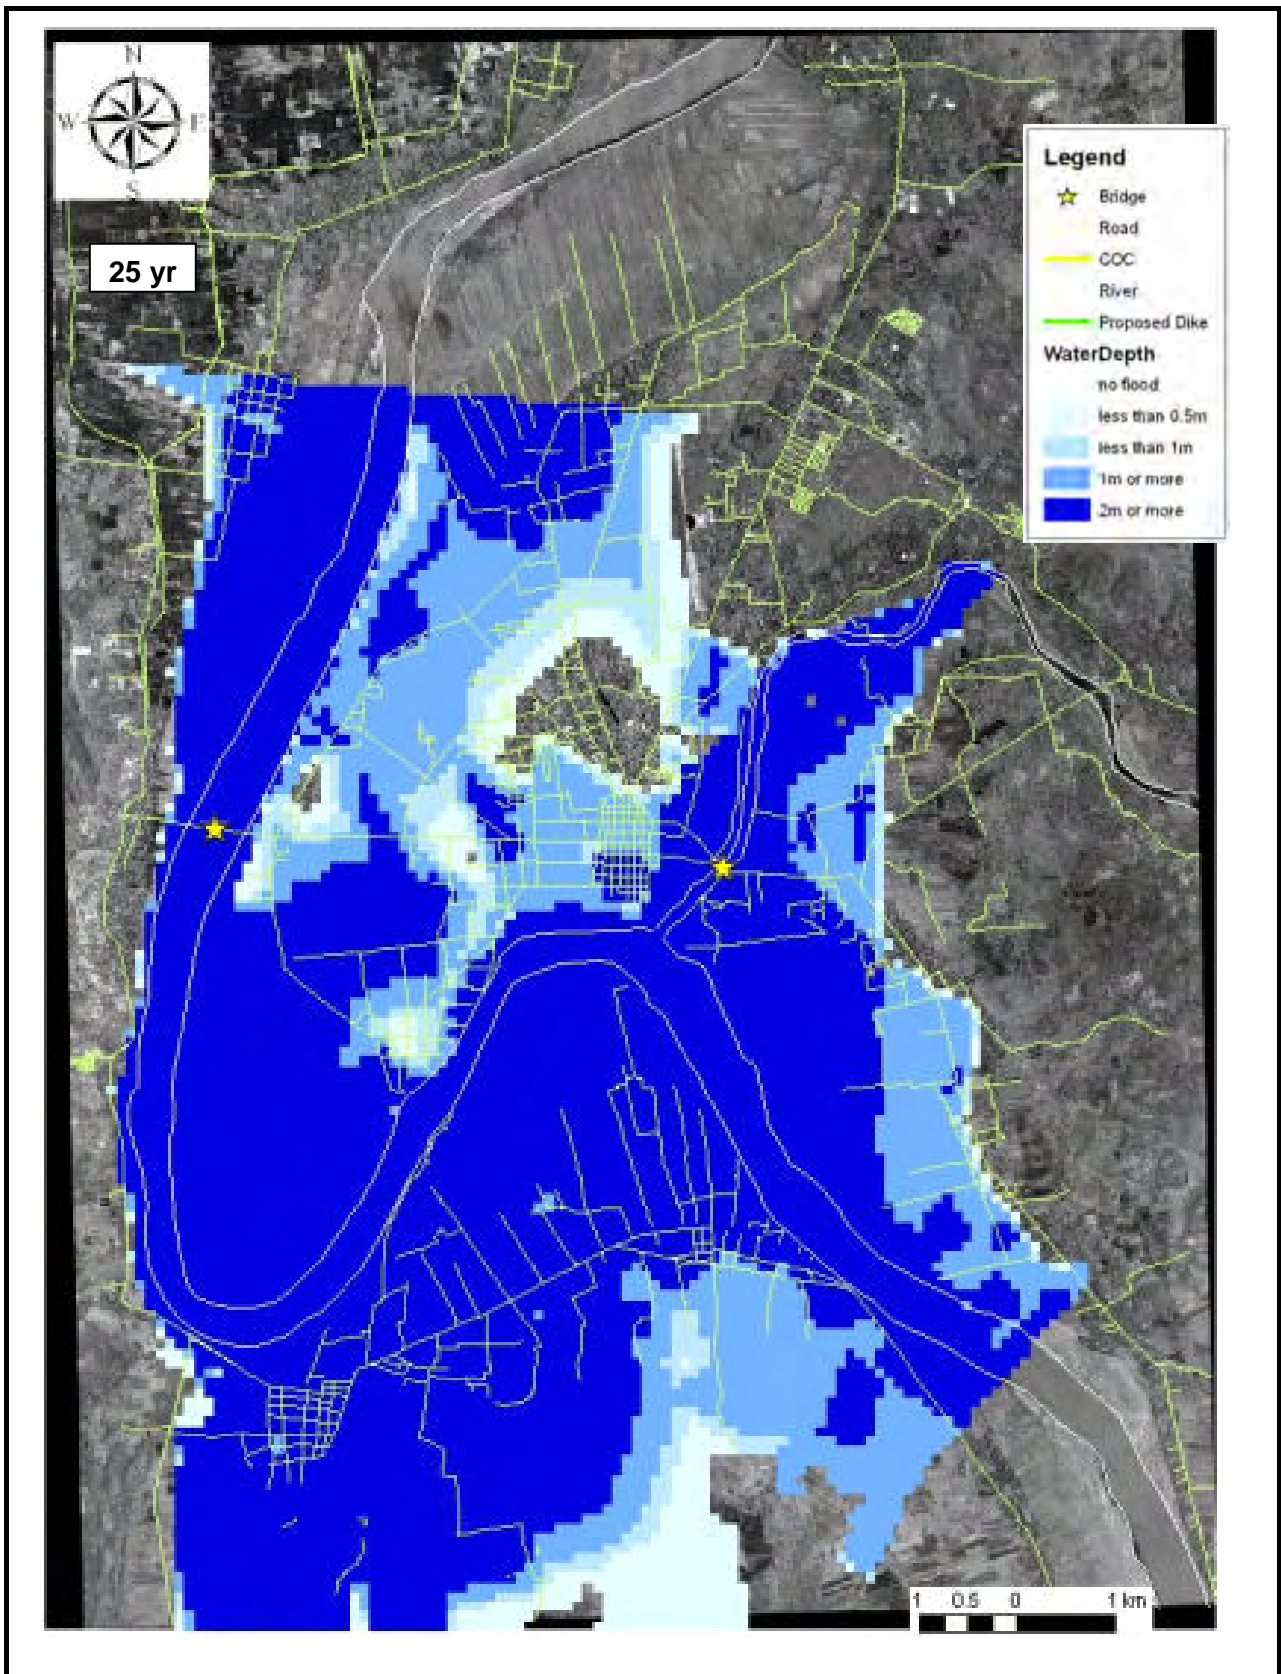 N
W E
S
25 yr
Legend
Bridge
Road
COC
River
Proposed Dike
WaterDepth
no flood
less than 0.5m
less than 1m
1m or more
2m or more
1 0.5 0 1 km